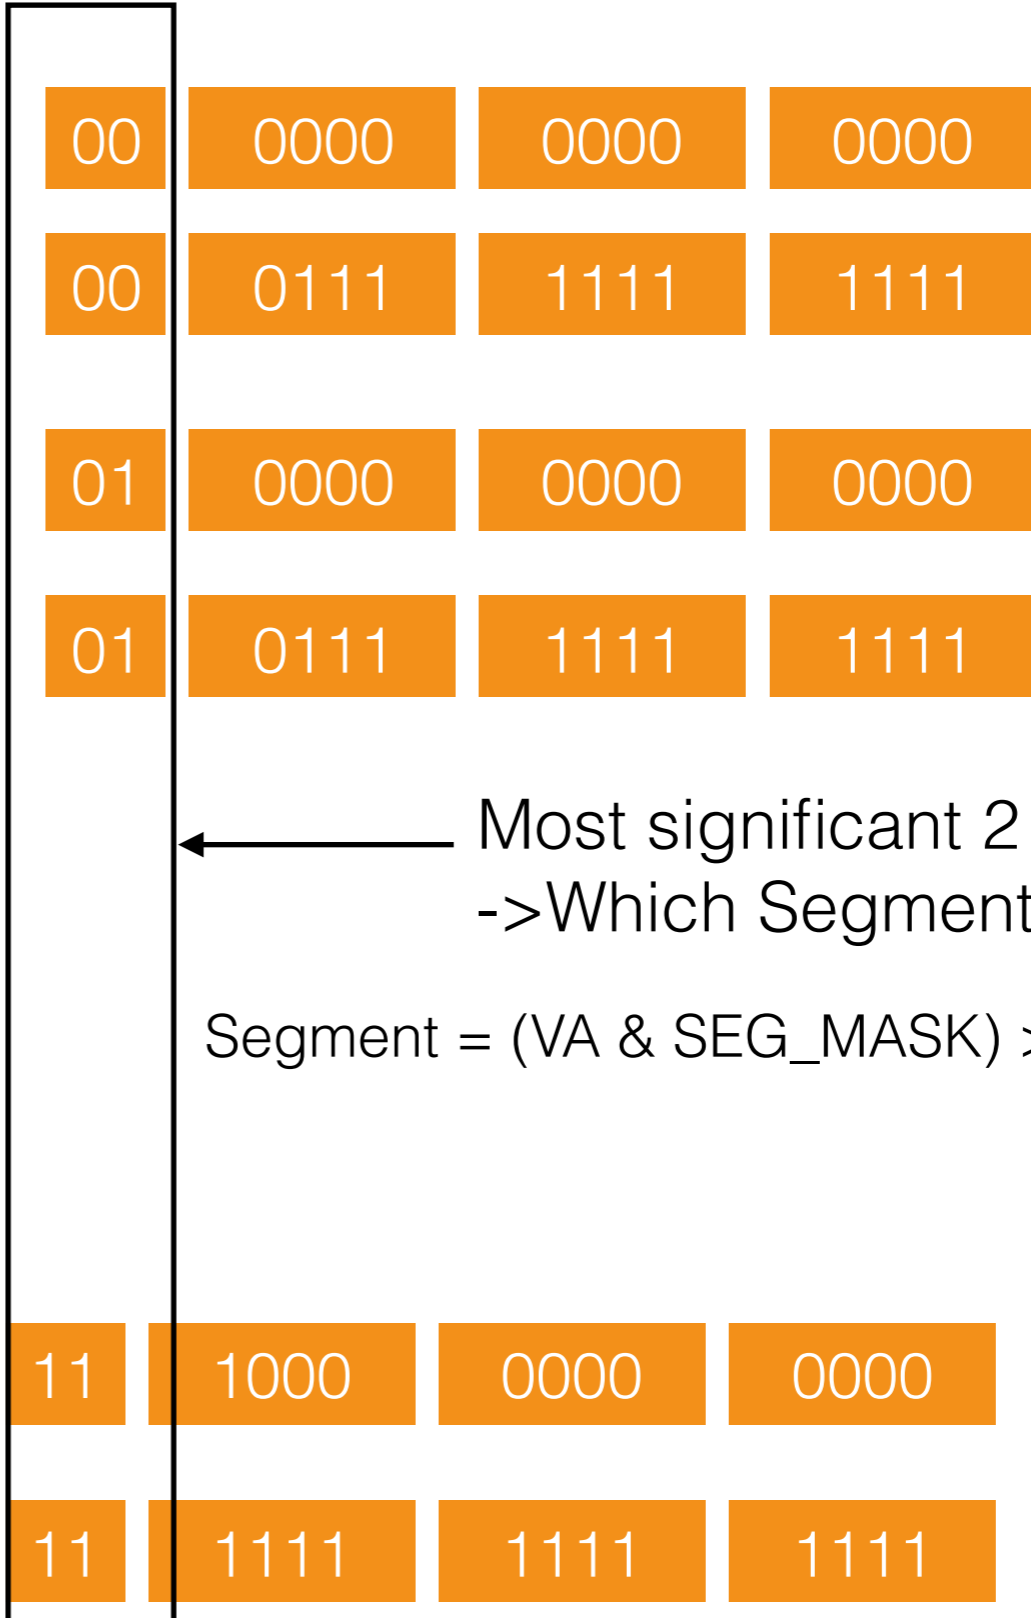 00 0000 0000 0000
00 0111 1111 1111
01 0000 0000 0000
01 0111 1111 1111
Most significant 2
->Which Segment
Segment = (VA & SEG_MASK) >
11 1000 0000 0000
11 1111 1111 1111